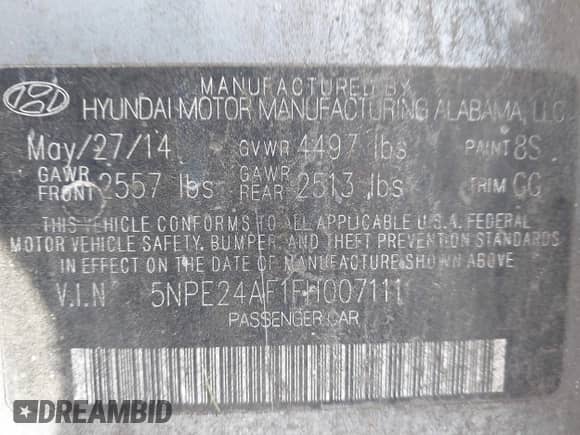 MANUFACTURED BY
HYUNDAI MOTOR MANUFACTURING ALABAMA, LLC
May/27/14 GVWR 4497 lbs PAINT 8S
GAWR FRONT 2557 lbs GAWR REAR 2513 lbs TRIM GG
THIS VEHICLE CONFORMS TO ALL APPLICABLE U.S.A. FEDERAL
MOTOR VEHICLE SAFETY, BUMPER, AND THEFT PREVENTION STANDARDS
IN EFFECT ON THE DATE OF MANUFACTURE SHOWN ABOVE
V.I.N 5NPE24AF1FH007111
PASSENGER CAR
DREAMBID